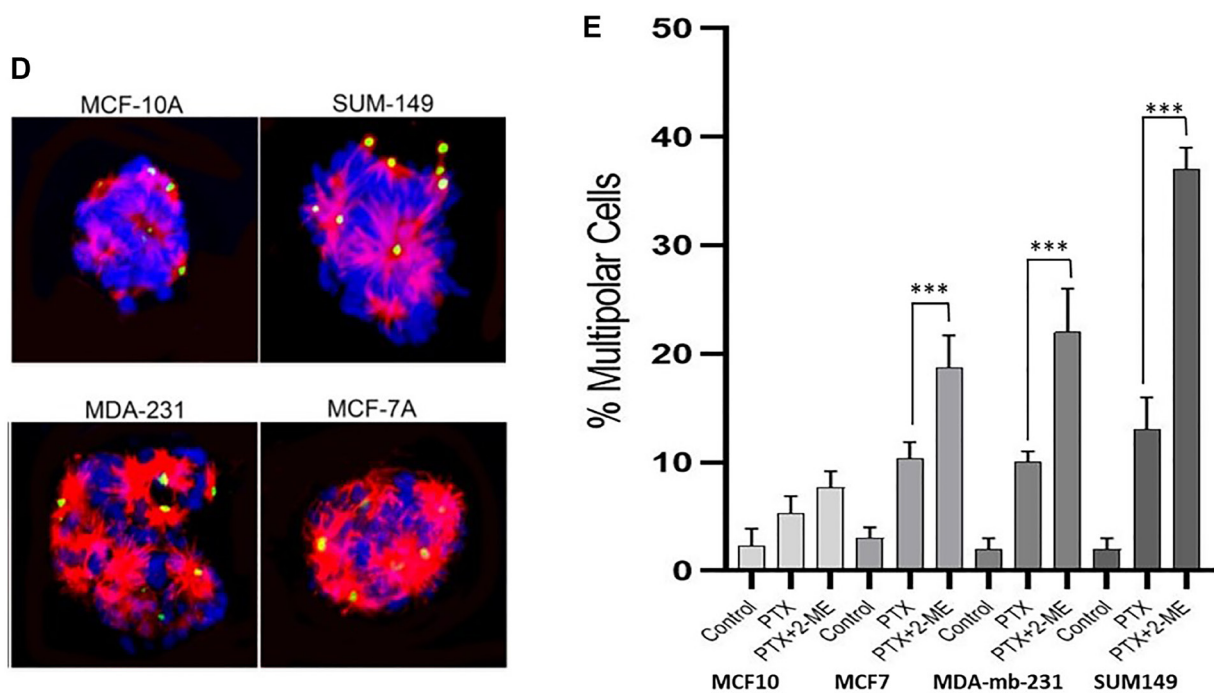 D
MCF-10A
SUM-149
MDA-231
MCF-7A
E
% Multipolar Cells
50
40
30
20
10
0
***
***
***
Control
PTX
PTX+2-ME
Control
PTX
PTX+2-ME
Control
PTX
PTX+2-ME
Control
PTX
PTX+2-ME
MCF10
MCF7
MDA-mb-231
SUM149